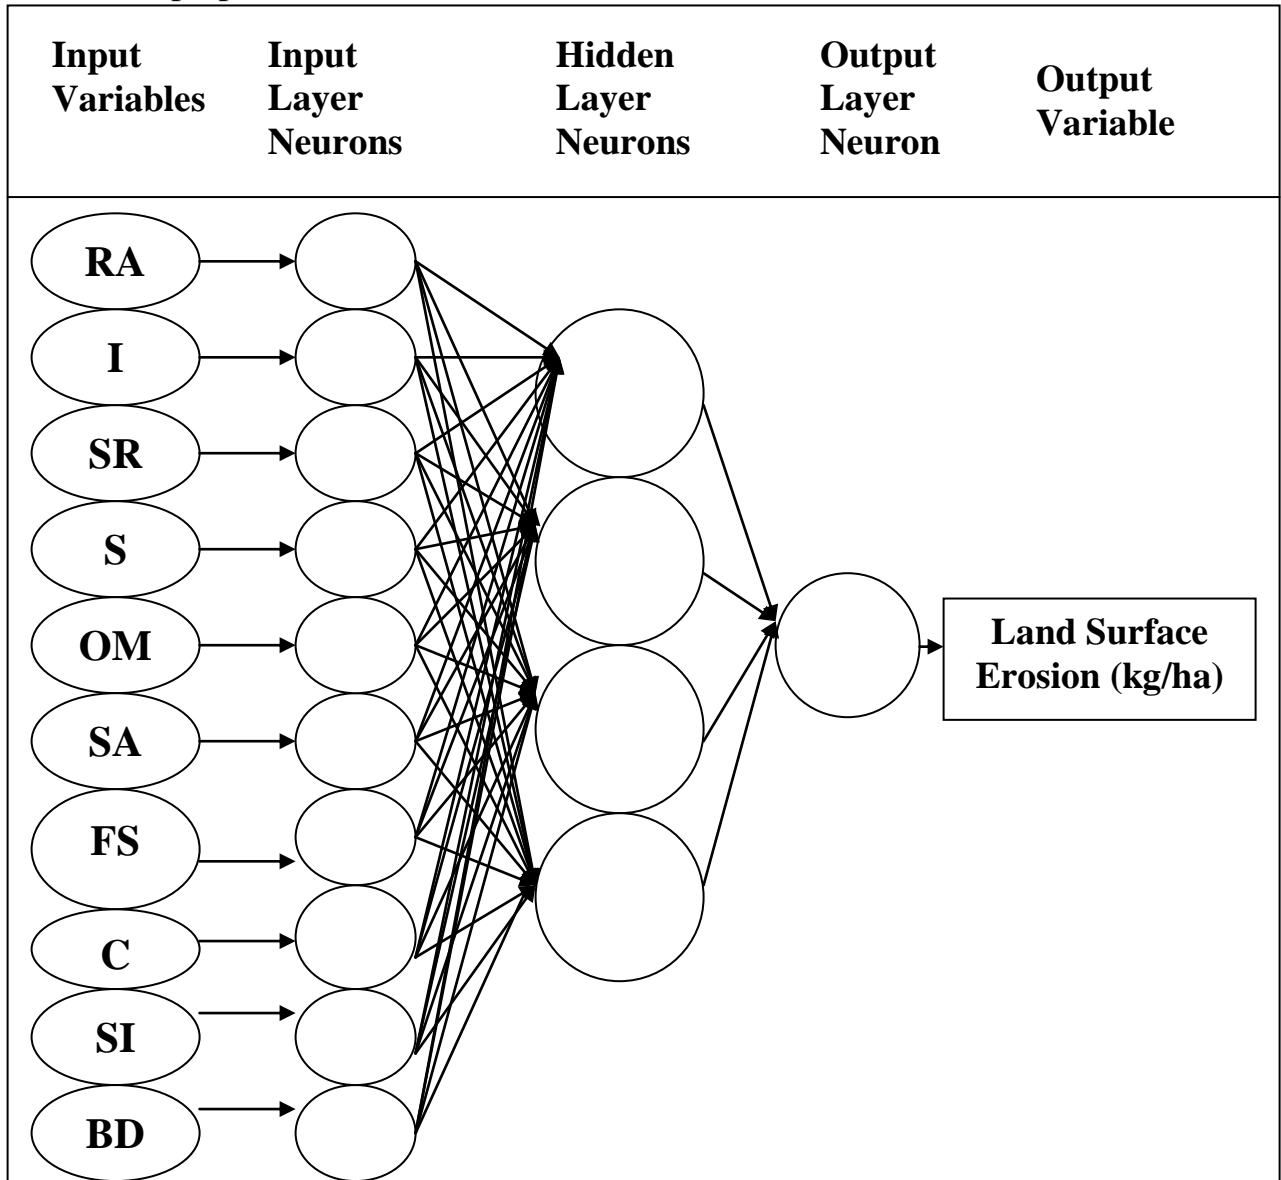 Input
Variables
Input
Layer
Neurons
Hidden
Layer
Neurons
Output
Layer
Neuron
Output
Variable
RA
I
SR
S
OM
SA
FS
C
SI
BD
Land Surface
Erosion (kg/ha)